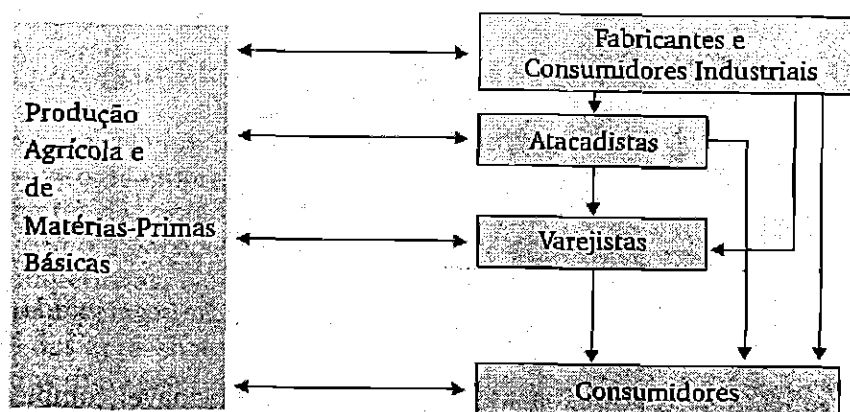 Produção
Agrícola e
de
Matérias-Primas
Básicas
Fabricantes e
Consumidores Industriais
Atacadistas
Varejistas
Consumidores